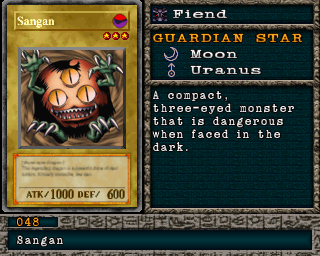 Sangan
ATK/1000 DEF/ 600
Fiend
GUARDIAN STAR
Moon
Uranus
A compact,
three-eyed monster
that is dangerous
when faced in the
dark.
048
Sangan